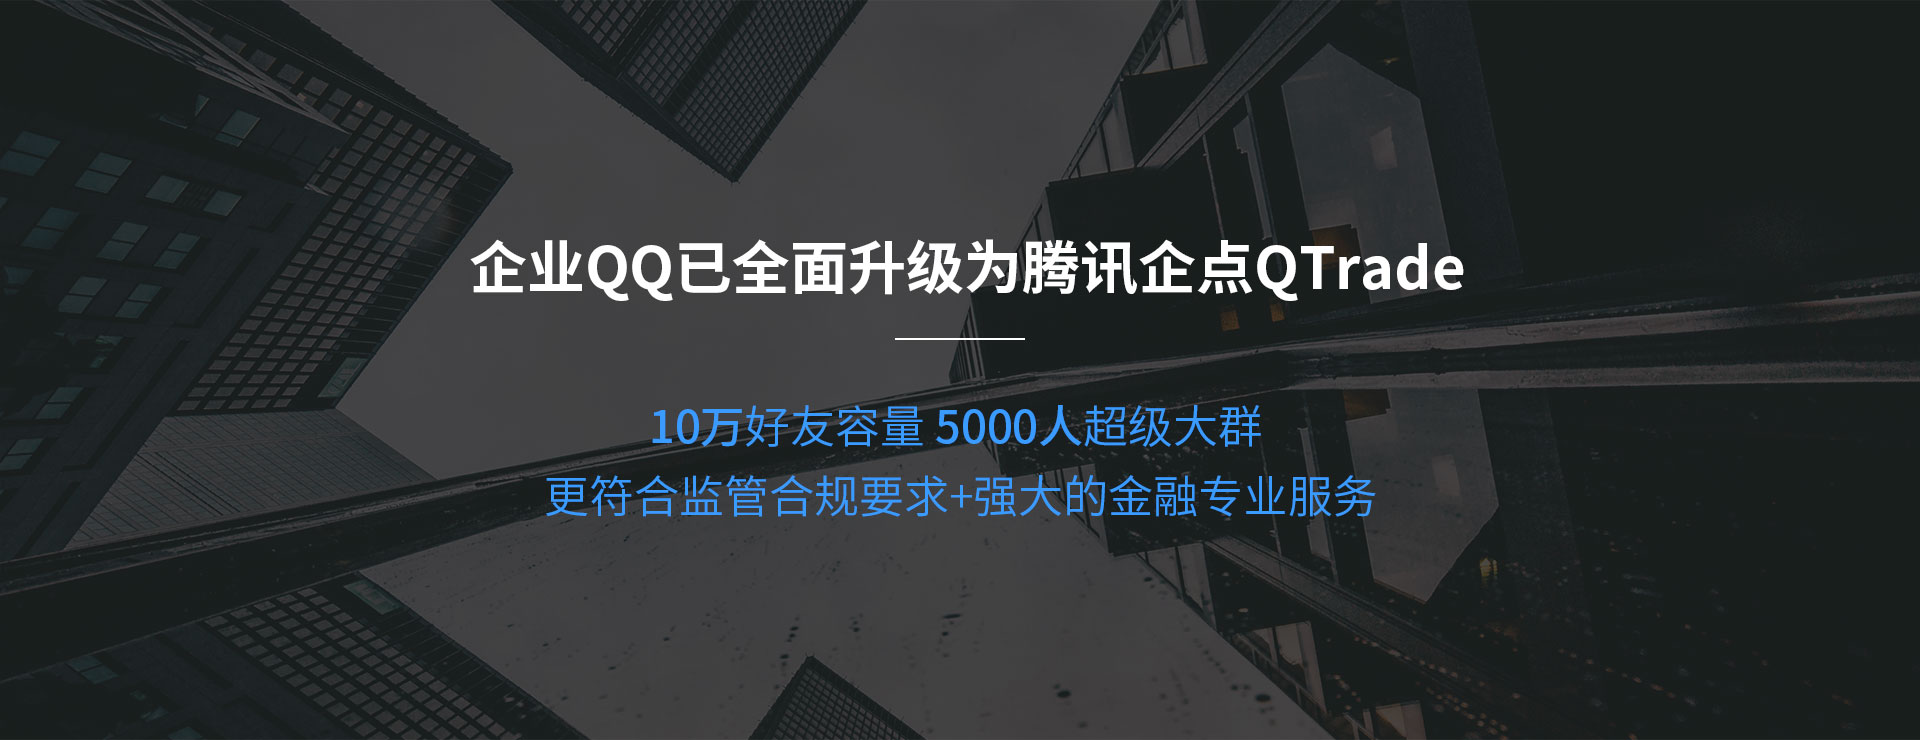 企业QQ已全面升级为腾讯企点QTrade
10万好友容量 5000人超级大群
更符合监管合规要求+强大的金融专业服务